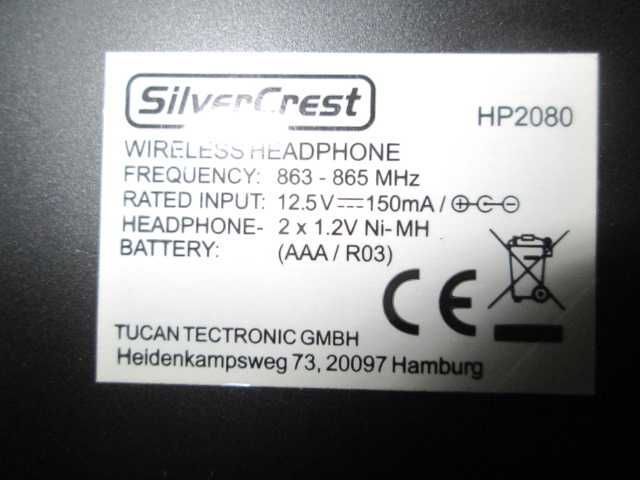 SilverCrest
HP2080
WIRELESS HEADPHONE
FREQUENCY: 863 - 865 MHz
RATED INPUT: 12.5V⎓150mA /
HEADPHONE- 2 x 1.2V Ni-MH
BATTERY: (AAA / R03)
CE
TUCAN TECTRONIC GMBH
Heidenkampsweg 73, 20097 Hamburg